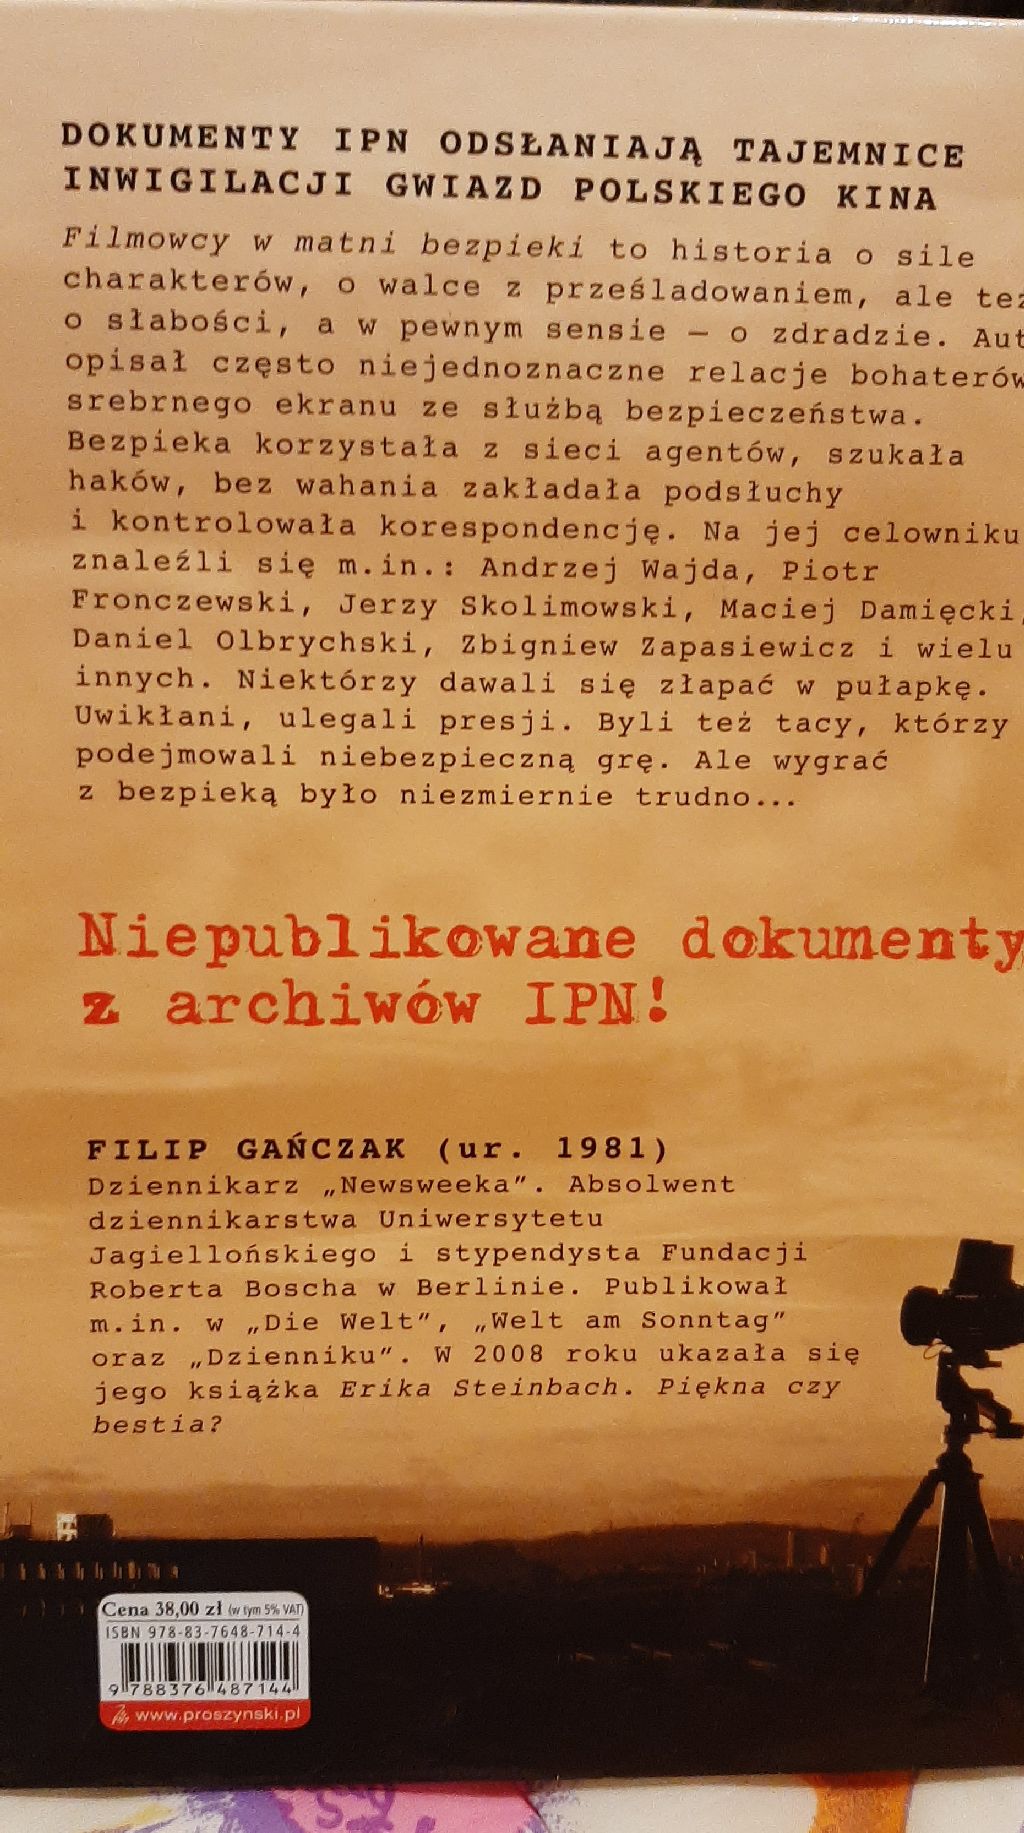 DOKUMENTY IPN ODSŁANIAJĄ TAJEMNICE
INWIGILACJI GWIAZD POLSKIEGO KINA
Filmowcy w matni bezpieki to historia o sile
charakterów, o walce z prześladowaniem, ale też
o słabości, a w pewnym sensie – o zdradzie. Aut
opisał często niejednoznaczne relacje bohaterów
srebrnego ekranu ze służbą bezpieczeństwa.
Bezpieka korzystała z sieci agentów, szukała
haków, bez wahania zakładała podsłuchy
i kontrolowała korespondencję. Na jej celowniku
znaleźli się m.in.: Andrzej Wajda, Piotr
Fronczewski, Jerzy Skolimowski, Maciej Damięcki,
Daniel Olbrychski, Zbigniew Zapasiewicz i wielu
innych. Niektórzy dawali się złapać w pułapkę.
Uwikłani, ulegali presji. Byli też tacy, którzy
podejmowali niebezpieczną grę. Ale wygrać
z bezpieką było niezmiernie trudno...
Niepublikowane dokumenty
z archiwów IPN!
FILIP GAŃCZAK (ur. 1981)
Dziennikarz „Newsweeka". Absolwent
dziennikarstwa Uniwersytetu
Jagiellońskiego i stypendysta Fundacji
Roberta Boscha w Berlinie. Publikował
m.in. w „Die Welt", „Welt am Sonntag"
oraz „Dzienniku". W 2008 roku ukazała się
jego książka Erika Steinbach. Piękna czy
bestia?
Cena 38,00 zł (w tym 5% VAT)
ISBN 978-83-7648-714-4
9 788376 487144
www.proszynski.pl